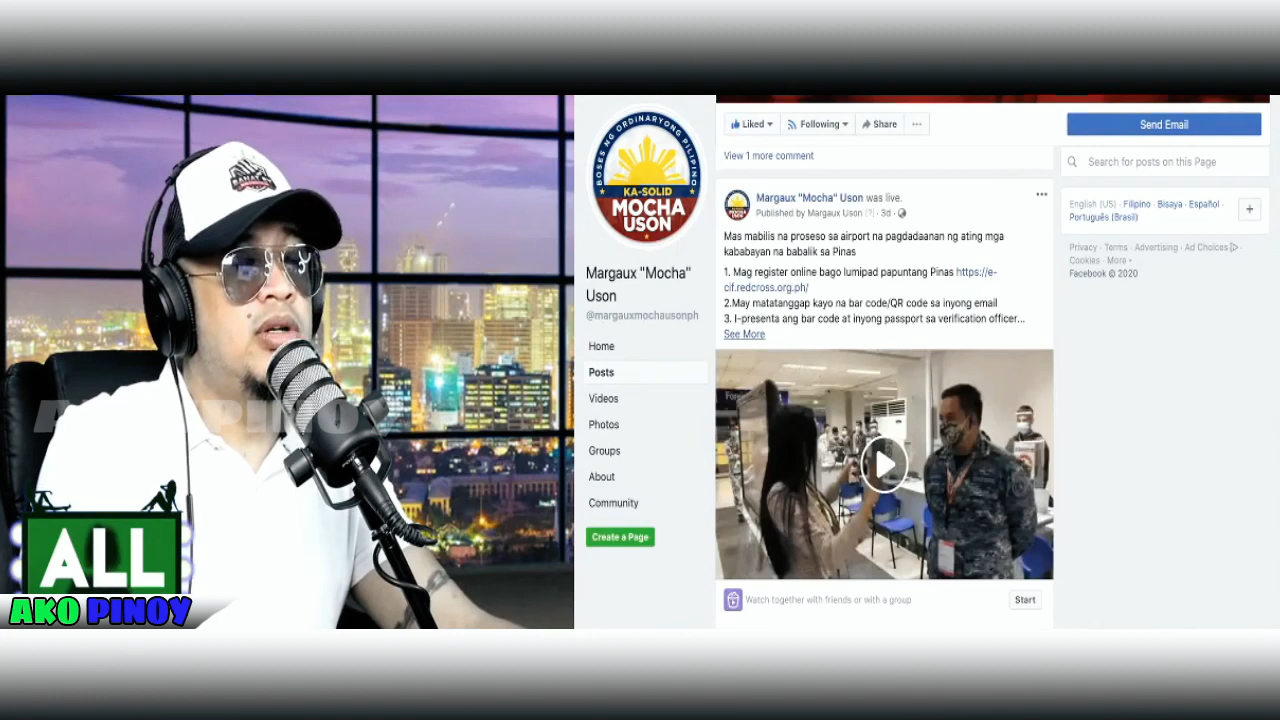 ALL
AKO PINOY
AKO PINOY
BOSES NG ORDINARYONG PILIPINO
KA-SOLID
MOCHA
USON
Margaux "Mocha"
Uson
@margauxmochausonph
Home
Posts
Videos
Photos
Groups
About
Community
Create a Page
Liked
Following
Share
View 1 more comment
Margaux "Mocha" Uson was live.
Published by Margaux Uson [?] · 3d ·
Mas mabilis na proseso sa airport na pagdadaanan ng ating mga
kababayan na babalik sa Pinas
1. Mag register online bago lumipad papuntang Pinas https://e-
cif.redcross.org.ph/
2.May matatanggap kayo na bar code/QR code sa inyong email
3. I-presenta ang bar code at inyong passport sa verification officer...
See More
Watch together with friends or with a group
Start
Send Email
Search for posts on this Page
English (US) · Filipino · Bisaya · Español ·
Português (Brasil)
Privacy · Terms · Advertising · Ad Choices ·
Cookies · More
Facebook © 2020